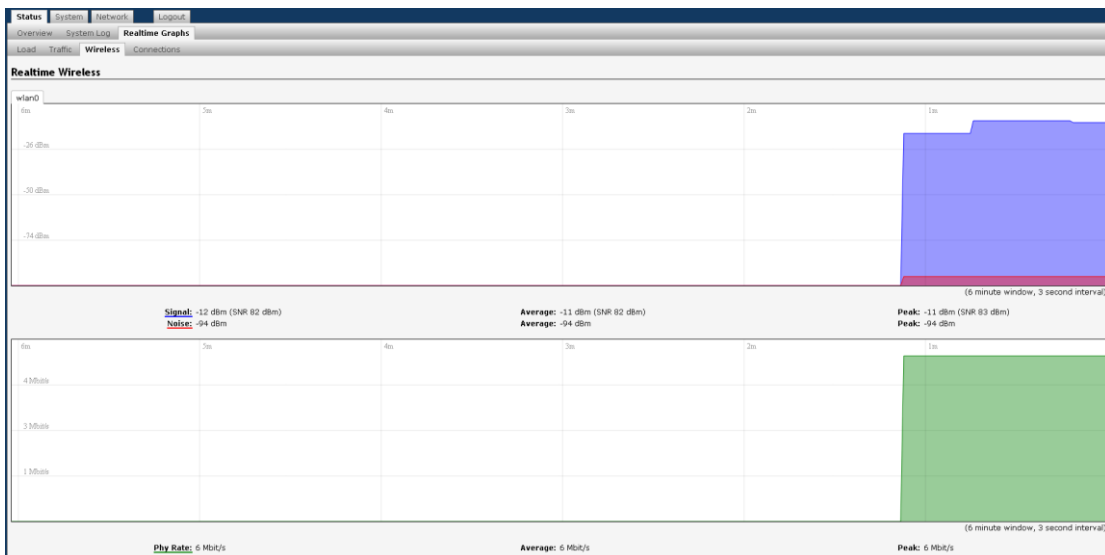 Status System Network Logout
Overview System Log Realtime Graphs
Load Traffic Wireless Connections
Realtime Wireless
wlan0
6m 5m 4m 3m 2m 1m
-26 dBm
-50 dBm
-74 dBm
(6 minute window, 3 second interval)
Signal: -12 dBm (SNR 82 dBm) Average: -11 dBm (SNR 82 dBm) Peak: -11 dBm (SNR 83 dBm)
Noise: -94 dBm Average: -94 dBm Peak: -94 dBm
6m 5m 4m 3m 2m 1m
4 Mbit/s
3 Mbit/s
1 Mbit/s
(6 minute window, 3 second interval)
Phy Rate: 6 Mbit/s Average: 6 Mbit/s Peak: 6 Mbit/s